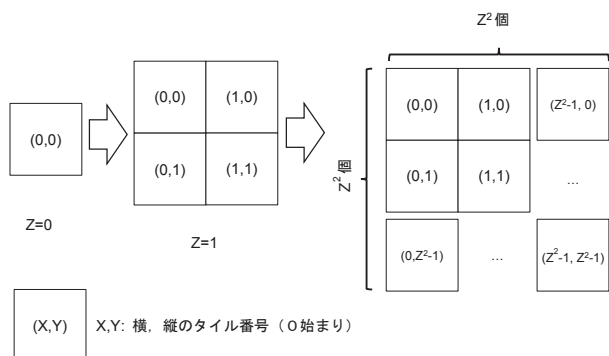 Z²個
(0,0)
(0,0) (1,0)
(0,1) (1,1)
(0,0) (1,0) (Z²-1, 0)
(0,1) (1,1) ...
(0,Z²-1) ... (Z²-1, Z²-1)
Z²個
Z=0
Z=1
(X,Y) X,Y: 横，縦のタイル番号（０始まり）